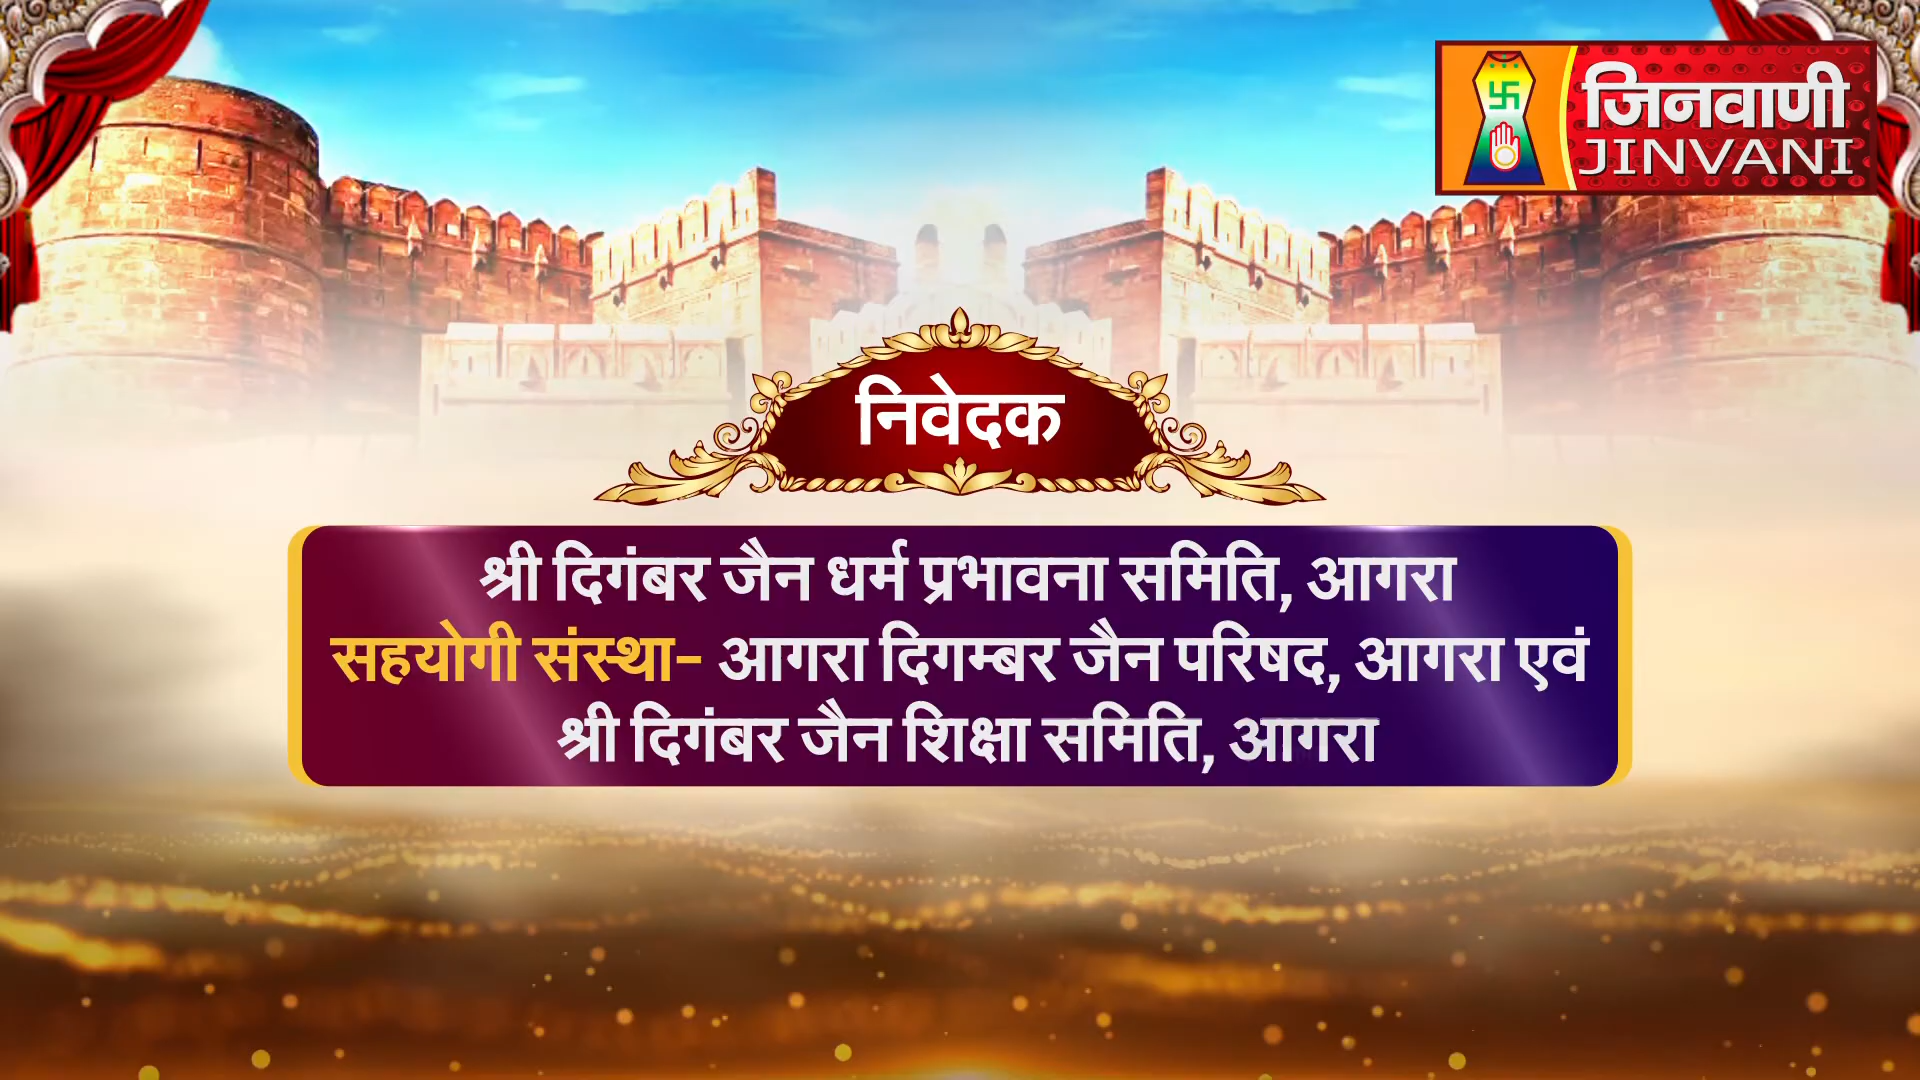 जिनवाणी
JINVANI
निवेदक
श्री दिगंबर जैन धर्म प्रभावना समिति, आगरा
सहयोगी संस्था- आगरा दिगम्बर जैन परिषद, आगरा एवं
श्री दिगंबर जैन शिक्षा समिति, आगरा